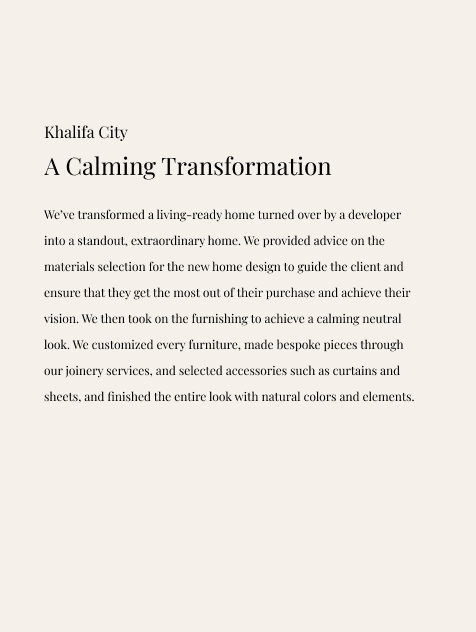 Khalifa City
A Calming Transformation
We’ve transformed a living-ready home turned over by a developer
into a standout, extraordinary home. We provided advice on the
materials selection for the new home design to guide the client and
ensure that they get the most out of their purchase and achieve their
vision. We then took on the furnishing to achieve a calming neutral
look. We customized every furniture, made bespoke pieces through
our joinery services, and selected accessories such as curtains and
sheets, and finished the entire look with natural colors and elements.